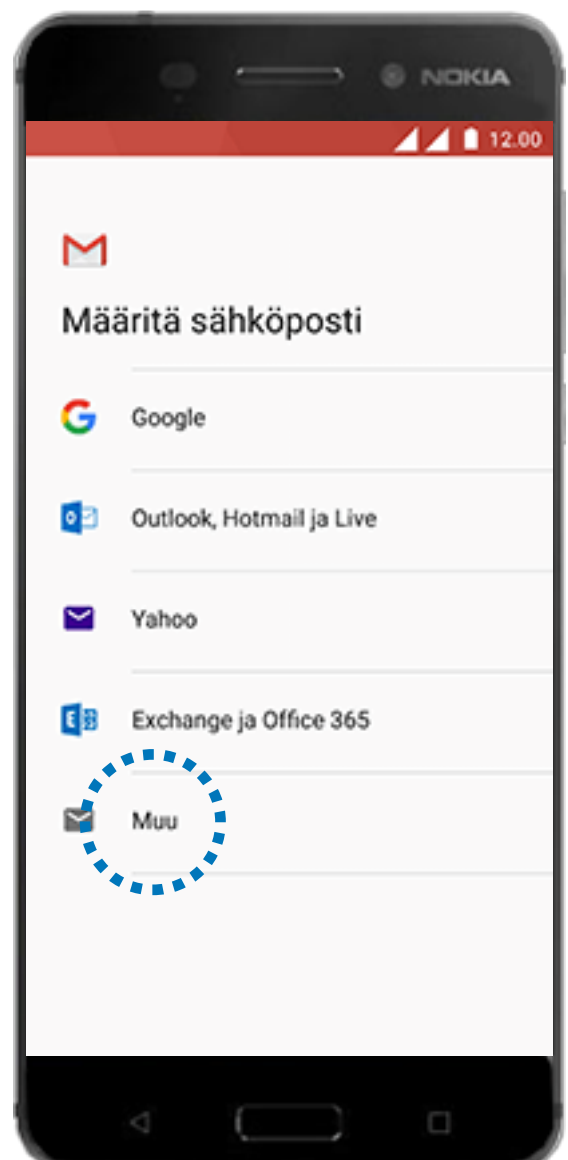 NOKIA
12.00
Määritä sähköposti
Google
Outlook, Hotmail ja Live
Yahoo
Exchange ja Office 365
Muu